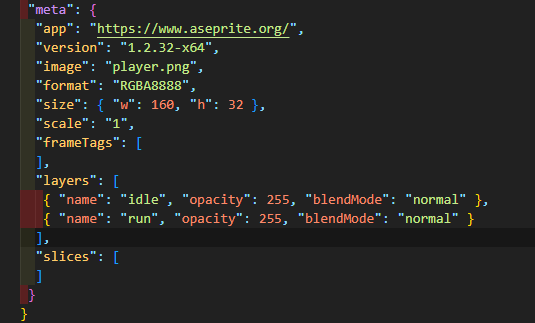 "meta": {
"app": "https://www.aseprite.org/",
"version": "1.2.32-x64",
"image": "player.png",
"format": "RGBA8888",
"size": { "w": 160, "h": 32 },
"scale": "1",
"frameTags": [
],
"layers": [
{ "name": "idle", "opacity": 255, "blendMode": "normal" },
{ "name": "run", "opacity": 255, "blendMode": "normal" }
],
"slices": [
]
}
}